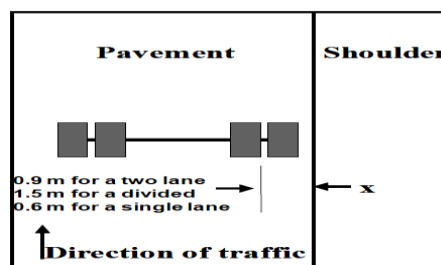 Pavement
Shoulder
0.9 m for a two lane
1.5 m for a divided
0.6 m for a single lane
x
Direction of traffic